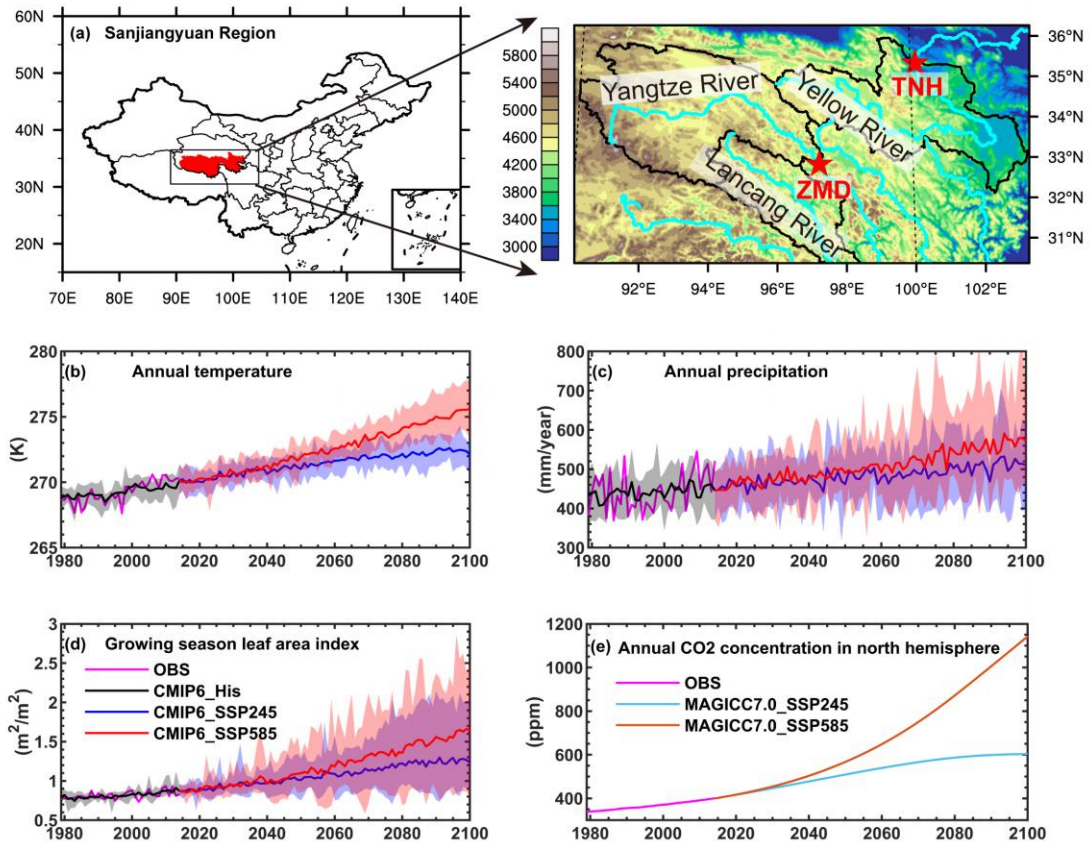 (a) Sanjiangyuan Region
60N
50N
40N
30N
20N
70E 80E 90E 100E 110E 120E 130E 140E
5800
5400
5000
4600
4200
3800
3400
3000
Yangtze River
Yellow River
Lancang River
TNH
ZMD
36°N
35°N
34°N
33°N
32°N
31°N
92°E 94°E 96°E 98°E 100°E 102°E
(b) Annual temperature
(K)
280
275
270
265
1980 2000 2020 2040 2060 2080 2100
(c) Annual precipitation
(mm/year)
800
700
600
500
400
300
1980 2000 2020 2040 2060 2080 2100
(d) Growing season leaf area index
OBS
CMIP6_His
CMIP6_SSP245
CMIP6_SSP585
(m²/m²)
3
2.5
2
1.5
1
0.5
1980 2000 2020 2040 2060 2080 2100
(e) Annual CO2 concentration in north hemisphere
OBS
MAGICC7.0_SSP245
MAGICC7.0_SSP585
(ppm)
1200
1000
800
600
400
1980 2000 2020 2040 2060 2080 2100